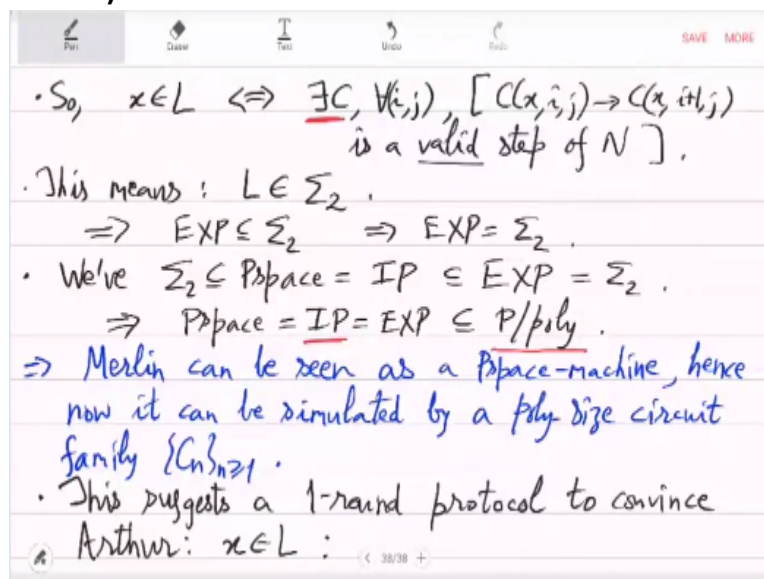 Pen Eraser Text Undo Redo SAVE MORE
· So, x∈L <=> ∃C, ∀(i,j), [ C(x,i,j) → C(x,i+1,j)
is a valid step of N ] .
· This means : L ∈ Σ₂ .
=> EXP ⊆ Σ₂ => EXP = Σ₂ .
· We've Σ₂ ⊆ Pspace = IP ⊆ EXP = Σ₂ .
=> Pspace = IP = EXP ⊆ P/poly .
=> Merlin can be seen as a Pspace-machine, hence
now it can be simulated by a poly-size circuit
family {Cn}n≥1 .
· This suggests a 1-round protocol to convince
Arthur: x∈L :
< 38/38 +